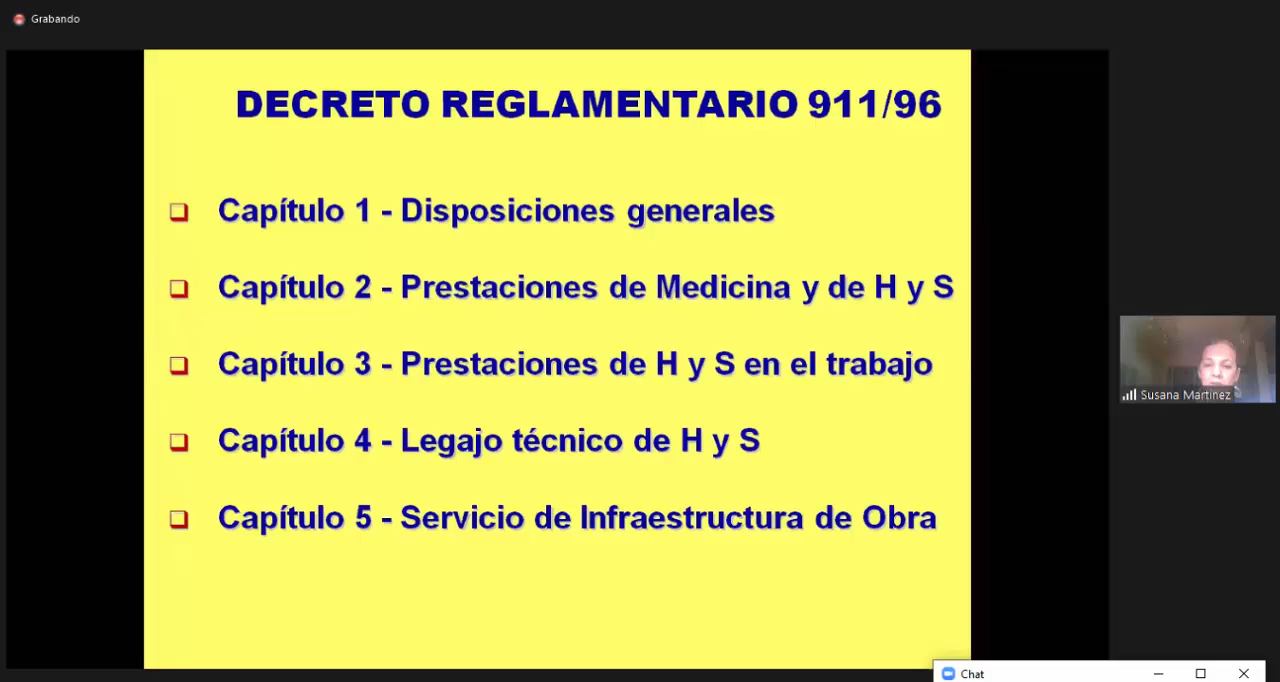 Grabando
DECRETO REGLAMENTARIO 911/96
Capítulo 1 - Disposiciones generales
Capítulo 2 - Prestaciones de Medicina y de H y S
Capítulo 3 - Prestaciones de H y S en el trabajo
Capítulo 4 - Legajo técnico de H y S
Capítulo 5 - Servicio de Infraestructura de Obra
Susana Martinez
Chat